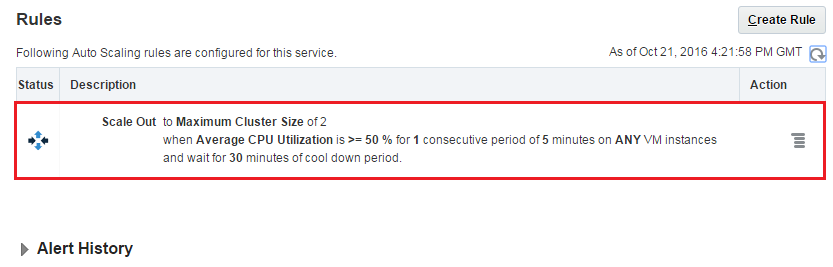 Rules
Create Rule
Following Auto Scaling rules are configured for this service.
As of Oct 21, 2016 4:21:58 PM GMT
Status Description Action
Scale Out to Maximum Cluster Size of 2
when Average CPU Utilization is >= 50 % for 1 consecutive period of 5 minutes on ANY VM instances
and wait for 30 minutes of cool down period.
Alert History